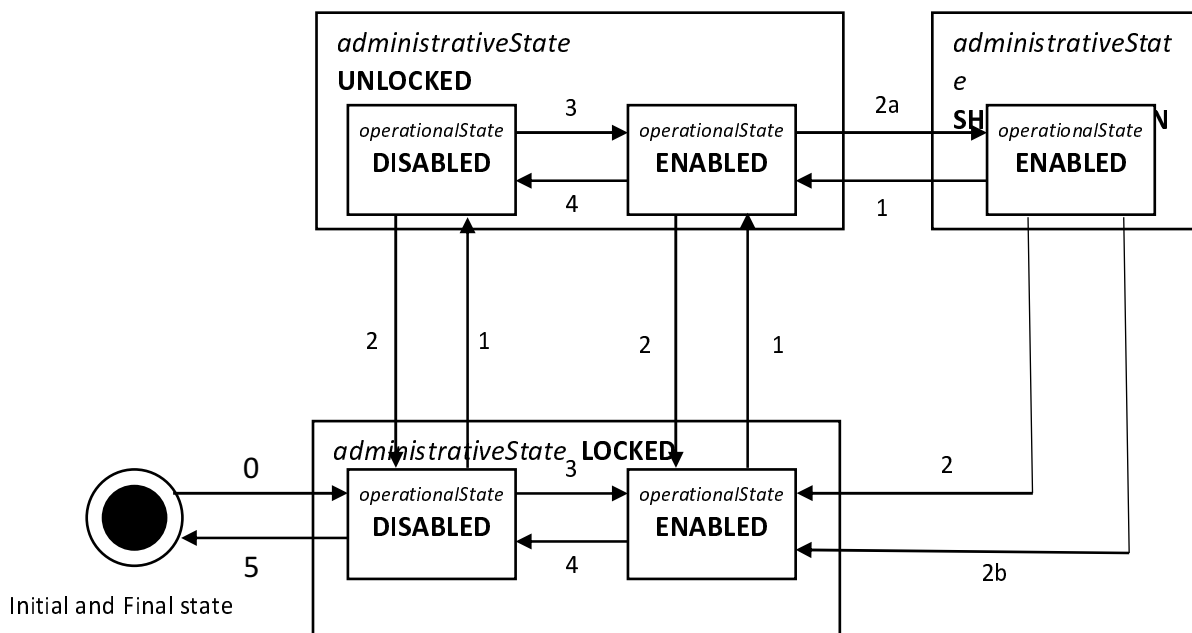 administrativeState
UNLOCKED
administrativeStat
e
SH
N
3
2a
operationalState
DISABLED
operationalState
ENABLED
operationalState
ENABLED
4
1
2
1
2
1
administrativeState LOCKED
0
3
2
operationalState
DISABLED
operationalState
ENABLED
5
4
2b
Initial and Final state